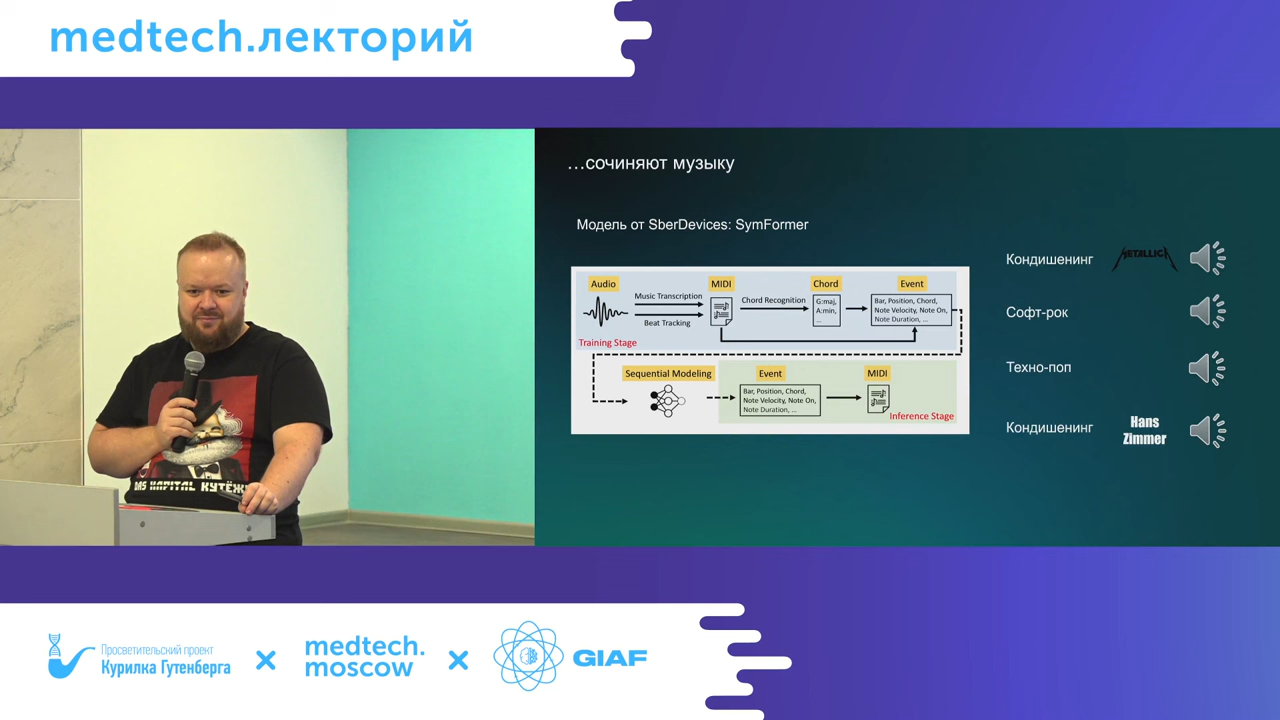 medtech.лекторий
…сочиняют музыку
Модель от SberDevices: SymFormer
Audio
MIDI
Chord
Event
Music Transcription
Beat Tracking
Chord Recognition
G:maj,
A:min,
...
Bar, Position, Chord,
Note Velocity, Note On,
Note Duration, ...
Training Stage
Sequential Modeling
Event
MIDI
Bar, Position, Chord,
Note Velocity, Note On,
Note Duration, ...
Inference Stage
Кондишенинг
METALLICA
Софт-рок
Техно-поп
Кондишенинг
Hans
Zimmer
DAS KAPITAL КУТЁЖ
Просветительский проект
Курилка Гутенберга
×
medtech.
moscow
×
GIAF